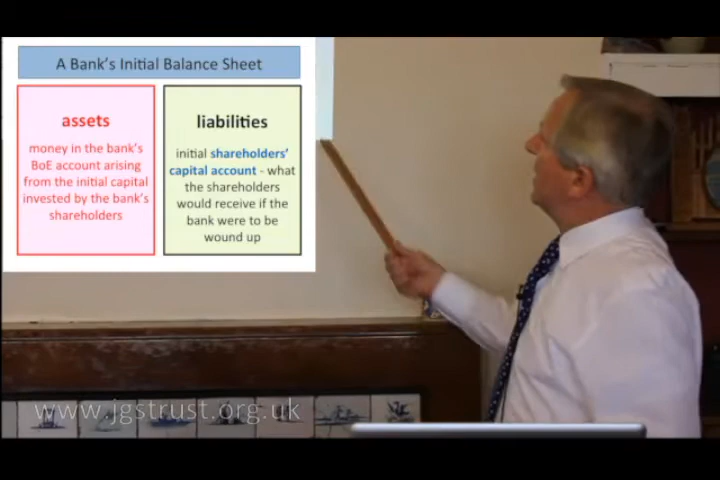 A Bank's Initial Balance Sheet
assets
money in the bank's
BoE account arising
from the initial capital
invested by the bank's
shareholders
liabilities
initial shareholders'
capital account - what
the shareholders
would receive if the
bank were to be
wound up
www.jgstrust.org.uk